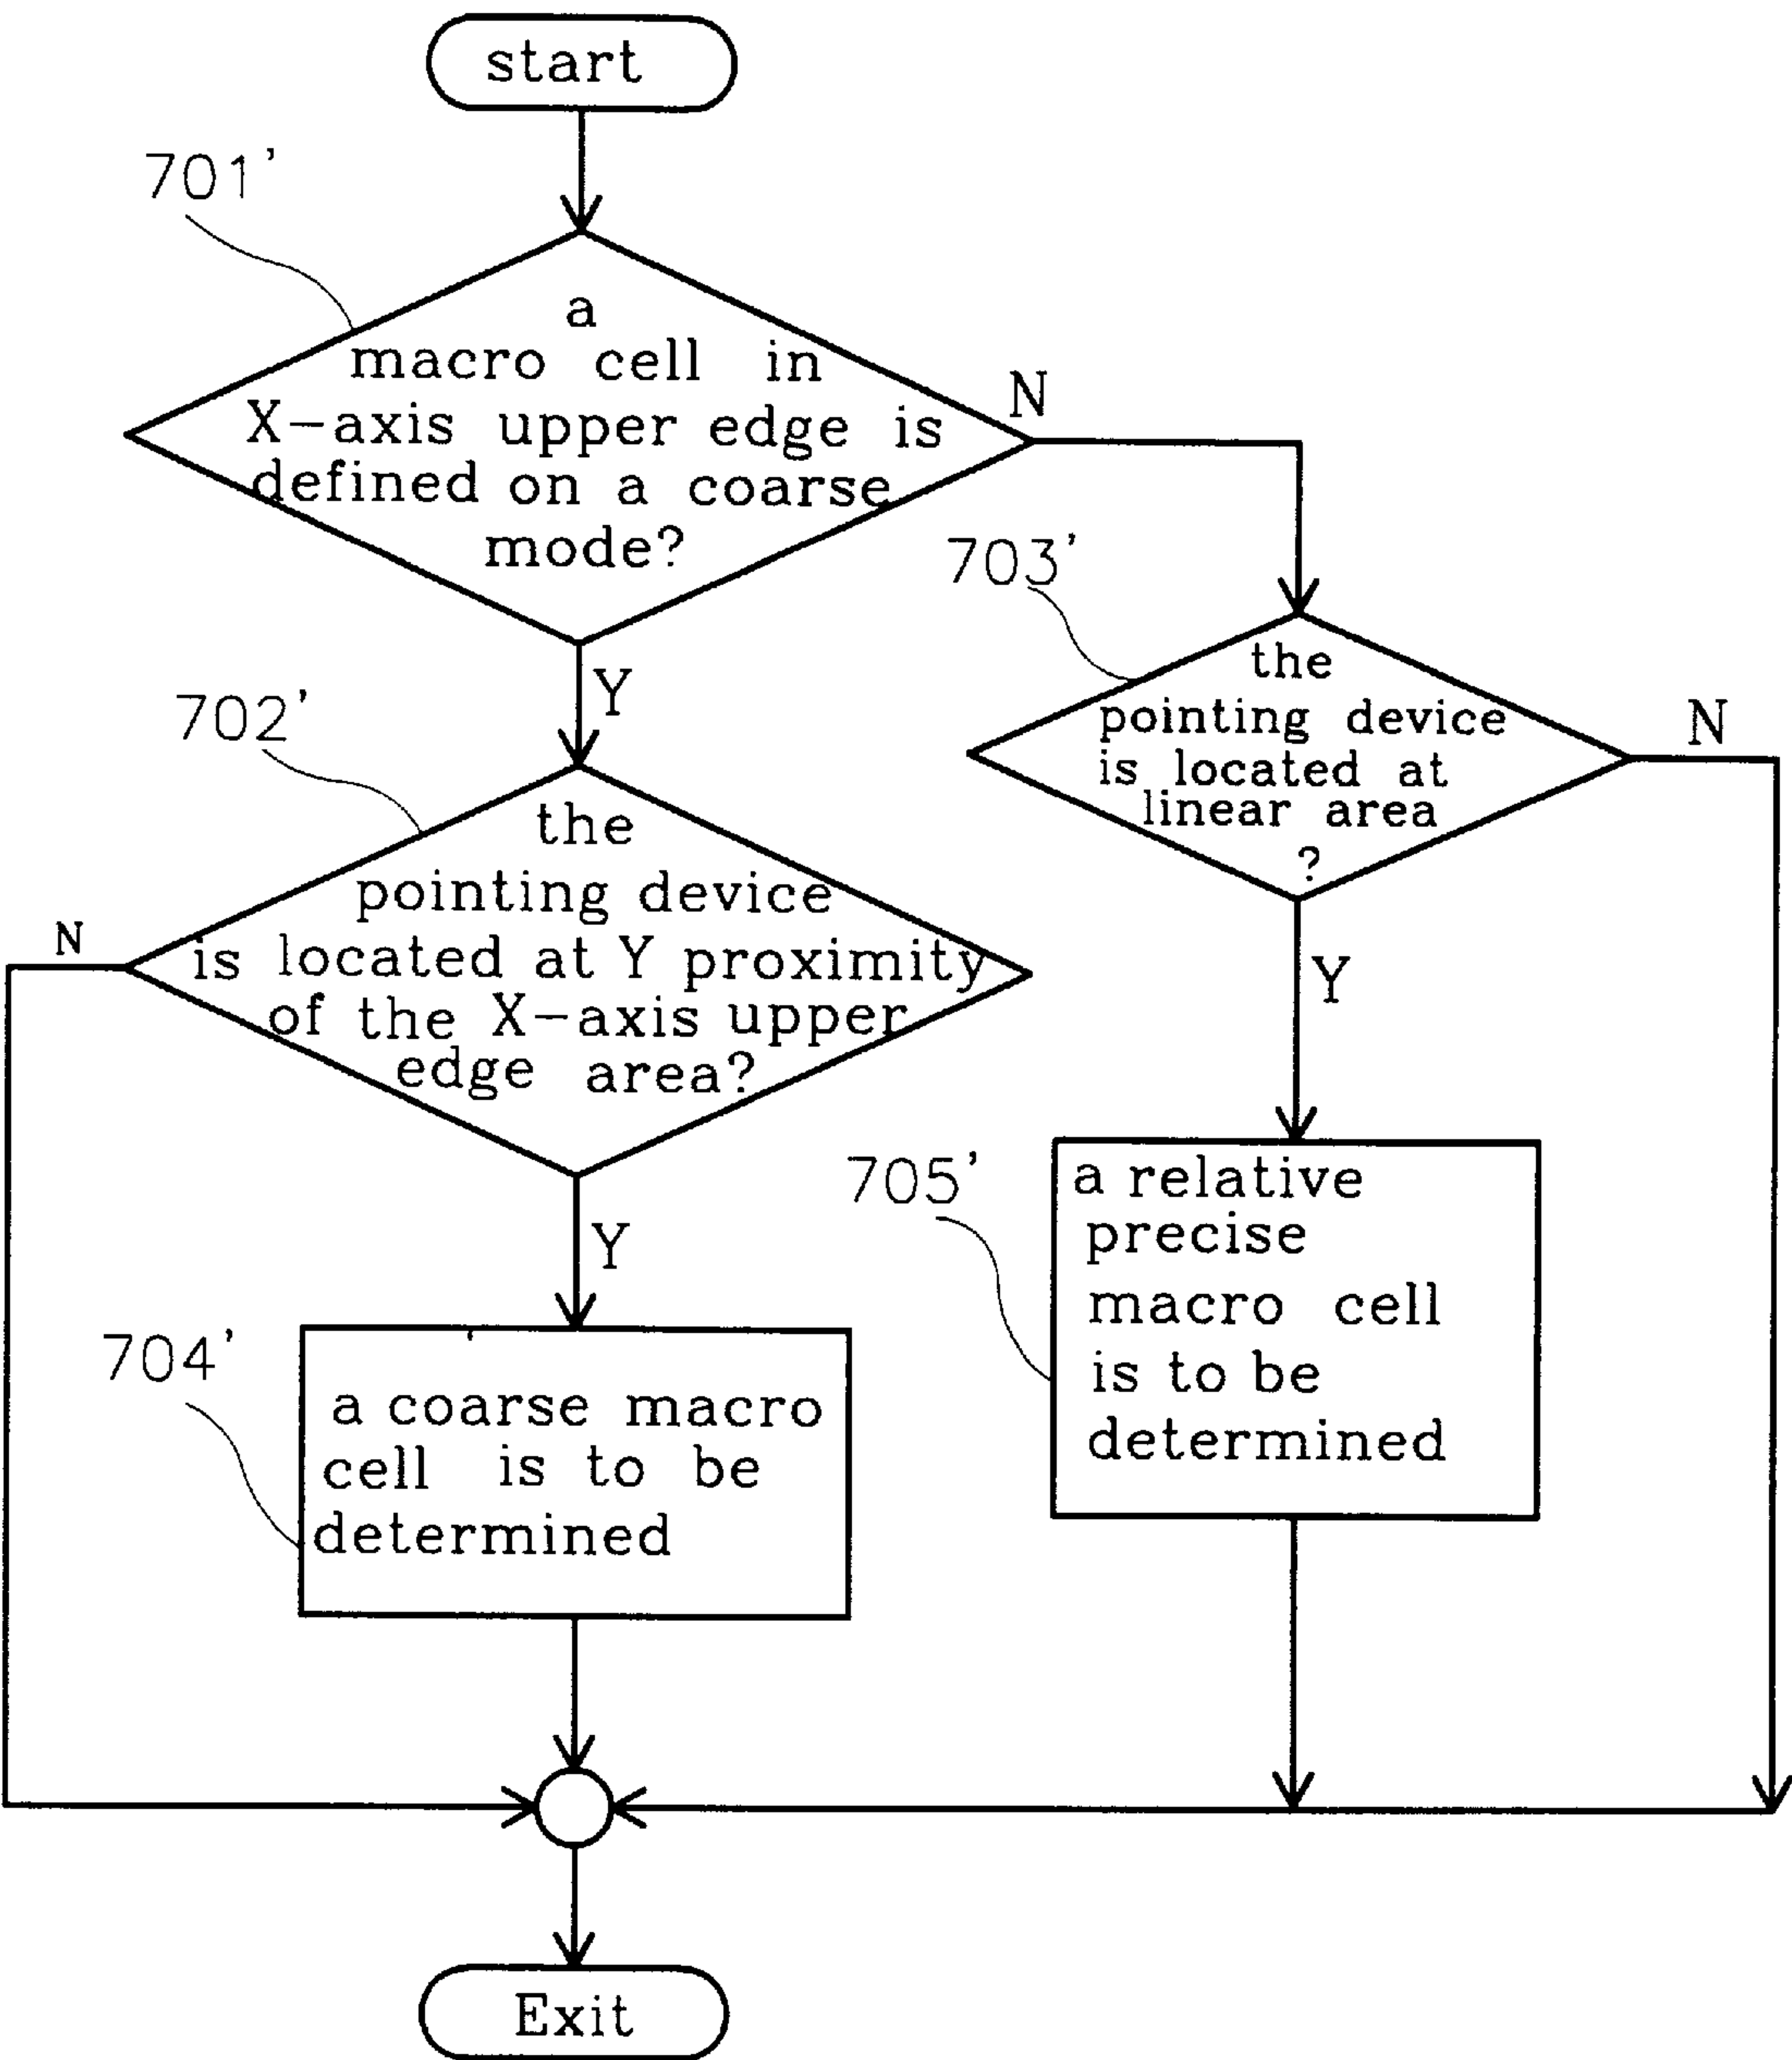 start
701'
a
macro cell in
X-axis upper edge is
defined on a coarse
mode?
N
Y
703'
the
pointing device
is located at
linear area
?
N
Y
702'
the
pointing device
is located at Y proximity
of the X-axis upper
edge area?
N
Y
705'
a relative
precise
macro cell
is to be
determined
704'
a coarse macro
cell is to be
determined
Exit